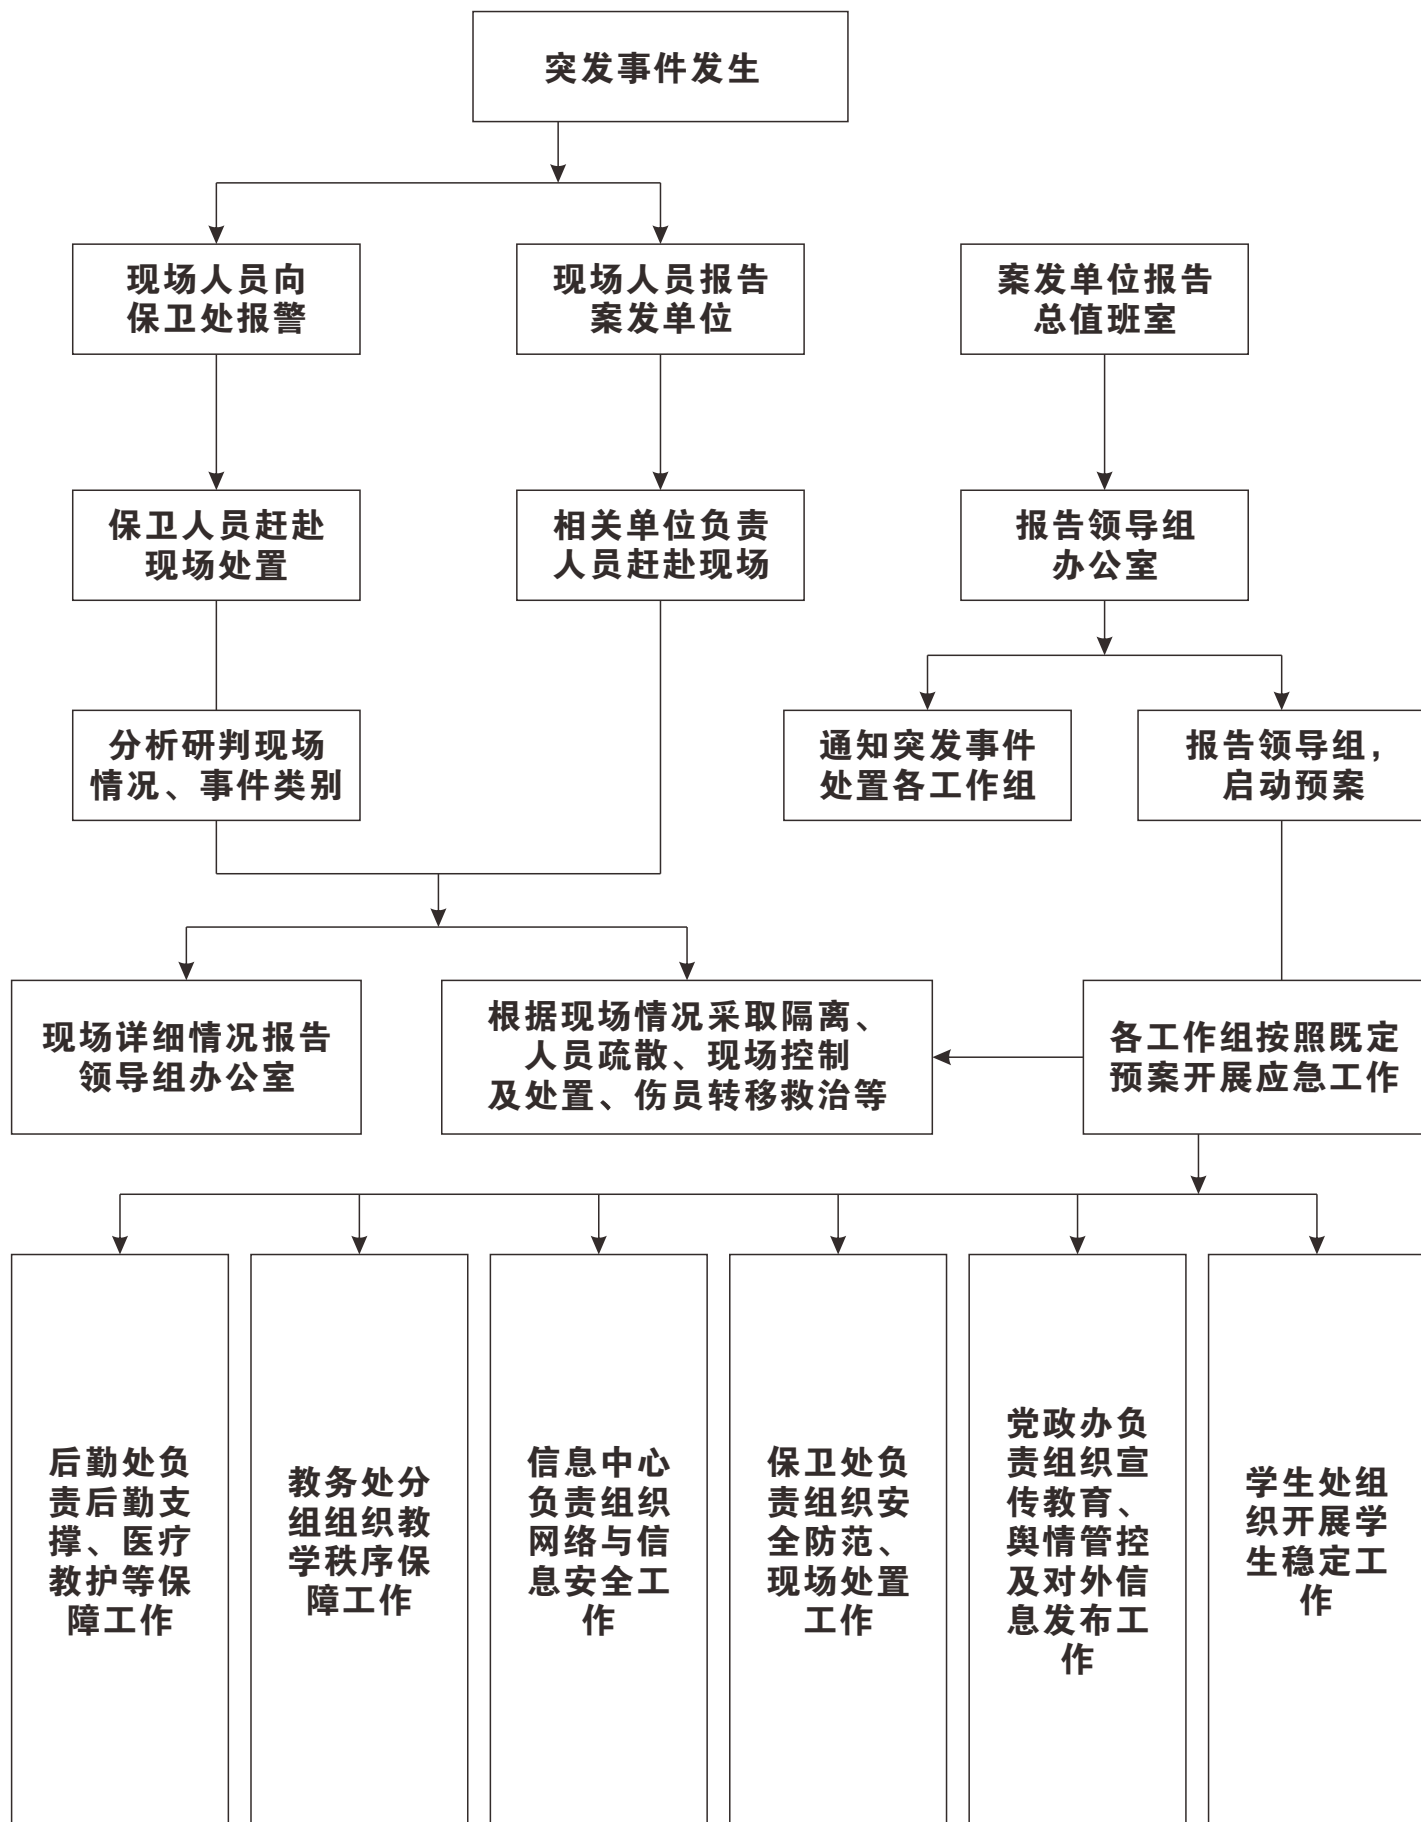 突发事件发生
现场人员向
保卫处报警
现场人员报告
案发单位
案发单位报告
总值班室
保卫人员赶赴
现场处置
相关单位负责
人员赶赴现场
报告领导组
办公室
分析研判现场
情况、事件类别
通知突发事件
处置各工作组
报告领导组，
启动预案
现场详细情况报告
领导组办公室
根据现场情况采取隔离、
人员疏散、现场控制
及处置、伤员转移救治等
各工作组按照既定
预案开展应急工作
后勤处负
责后勤支
撑、医疗
教护等保
障工作
教务处分
组组织教
学秩序保
障工作
信息中心
负责组织
网络与信
息安全工
作
保卫处负
责组织安
全防范、
现场处置
工作
党政办负
责组织宣
传教育、
舆情管控
及对外信
息发布工
作
学生处组
织开展学
生稳定工
作